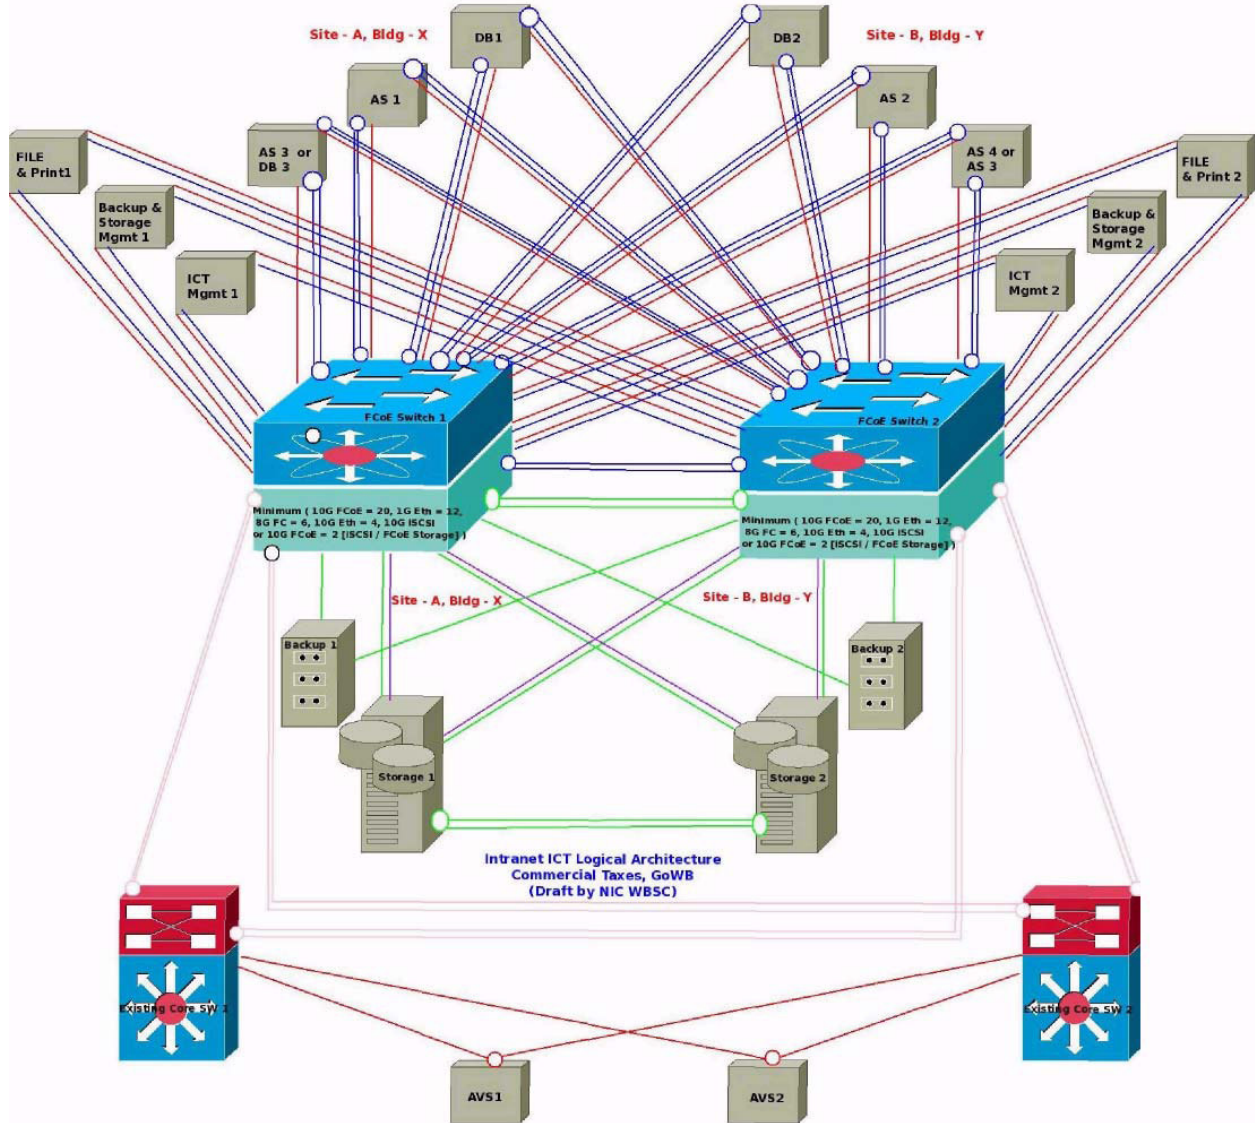 Site - A, Bldg - X
DB1
DB2
Site - B, Bldg - Y
AS 1
AS 2
AS 3 or
DB 3
AS 4 or
AS 3
FILE
& Print1
FILE
& Print 2
Backup &
Storage
Mgmt 1
Backup &
Storage
Mgmt 2
ICT
Mgmt 1
ICT
Mgmt 2
FCoE Switch 1
FCoE Switch 2
Minimum ( 10G FCoE = 20, 1G Eth = 12,
8G FC = 6, 10G Eth = 4, 10G iSCSI
or 10G FCoE = 2 [ISCSI / FCoE Storage] )
Minimum ( 10G FCoE = 20, 1G Eth = 12,
8G FC = 6, 10G Eth = 4, 10G iSCSI
or 10G FCoE = 2 [ISCSI / FCoE Storage] )
Site - A, Bldg - X
Site - B, Bldg - Y
Backup 1
Backup 2
Storage 1
Storage 2
Intranet ICT Logical Architecture
Commercial Taxes, GoWB
(Draft by NIC WBSC)
Existing Core SW 1
Existing Core SW 2
AVS1
AVS2